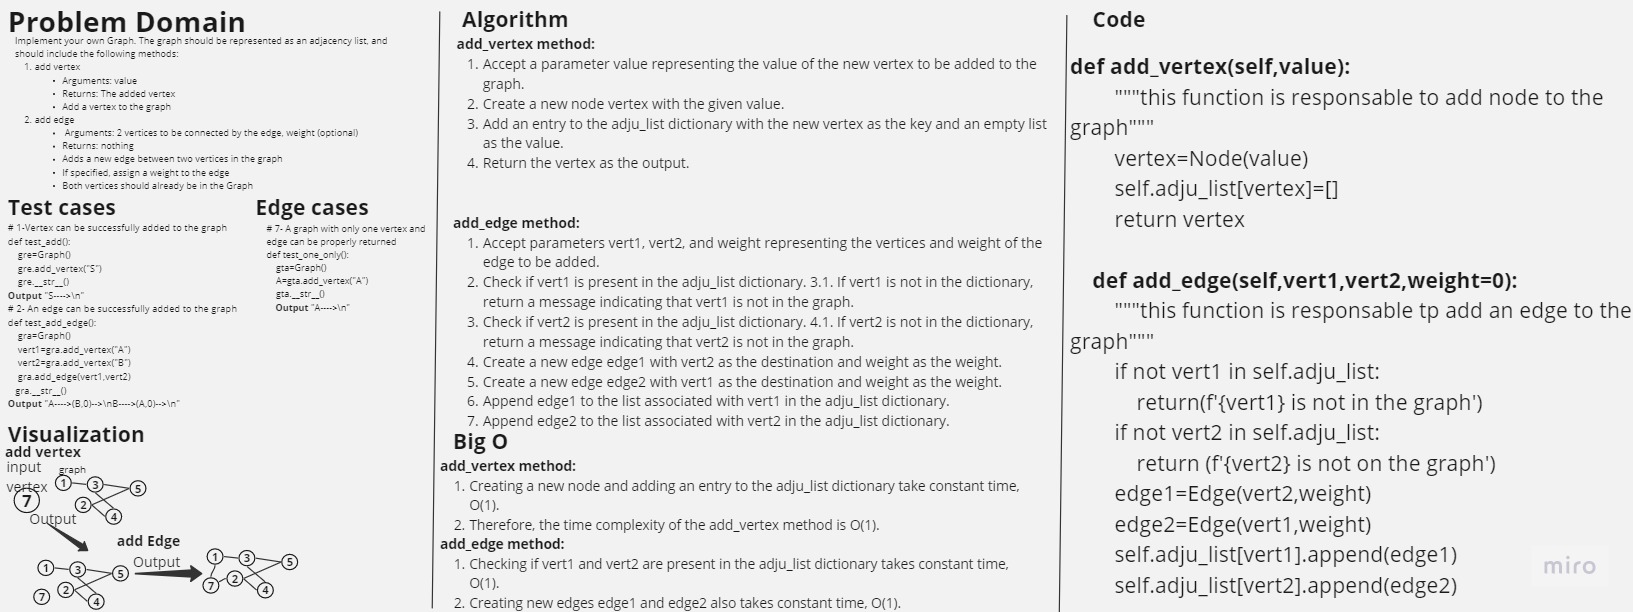 Problem Domain
Implement your own Graph. The graph should be represented as an adjacency list, and
should include the following methods:
1. add vertex
• Arguments: value
• Returns: The added vertex
• Add a vertex to the graph
2. add edge
• Arguments: 2 vertices to be connected by the edge, weight (optional)
• Returns: nothing
• Adds a new edge between two vertices in the graph
• If specified, assign a weight to the edge
• Both vertices should already be in the Graph
Test cases
# 1-Vertex can be successfully added to the graph
def test_add():
gre=Graph()
gre.add_vertex("S")
gre.__str__()
Output "S---->\n"
# 2- An edge can be successfully added to the graph
def test_add_edge():
gra=Graph()
vert1=gra.add_vertex("A")
vert2=gra.add_vertex("B")
gra.add_edge(vert1,vert2)
gra.__str__()
Output "A---->(B,0)-->\nB---->(A,0)-->\n"
Edge cases
# 7- A graph with only one vertex and
edge can be properly returned
def test_one_only():
gta=Graph()
A=gta.add_vertex("A")
gta.__str__()
Output "A---->\n"
Visualization
add vertex
input
vertex
7
graph
1 3 5
2 4
Output
1 3 5
7 2 4
add Edge
Output
1 3 5
7 2 4
Algorithm
add_vertex method:
1. Accept a parameter value representing the value of the new vertex to be added to the
graph.
2. Create a new node vertex with the given value.
3. Add an entry to the adju_list dictionary with the new vertex as the key and an empty list
as the value.
4. Return the vertex as the output.
add_edge method:
1. Accept parameters vert1, vert2, and weight representing the vertices and weight of the
edge to be added.
2. Check if vert1 is present in the adju_list dictionary. 3.1. If vert1 is not in the dictionary,
return a message indicating that vert1 is not in the graph.
3. Check if vert2 is present in the adju_list dictionary. 4.1. If vert2 is not in the dictionary,
return a message indicating that vert2 is not in the graph.
4. Create a new edge edge1 with vert2 as the destination and weight as the weight.
5. Create a new edge edge2 with vert1 as the destination and weight as the weight.
6. Append edge1 to the list associated with vert1 in the adju_list dictionary.
7. Append edge2 to the list associated with vert2 in the adju_list dictionary.
Big O
add_vertex method:
1. Creating a new node and adding an entry to the adju_list dictionary take constant time,
O(1).
2. Therefore, the time complexity of the add_vertex method is O(1).
add_edge method:
1. Checking if vert1 and vert2 are present in the adju_list dictionary takes constant time,
O(1).
2. Creating new edges edge1 and edge2 also takes constant time, O(1).
Code
def add_vertex(self,value):
"""this function is responsable to add node to the
graph"""
vertex=Node(value)
self.adju_list[vertex]=[]
return vertex
def add_edge(self,vert1,vert2,weight=0):
"""this function is responsable tp add an edge to the
graph"""
if not vert1 in self.adju_list:
return(f'{vert1} is not in the graph')
if not vert2 in self.adju_list:
return (f'{vert2} is not on the graph')
edge1=Edge(vert2,weight)
edge2=Edge(vert1,weight)
self.adju_list[vert1].append(edge1)
self.adju_list[vert2].append(edge2)
miro